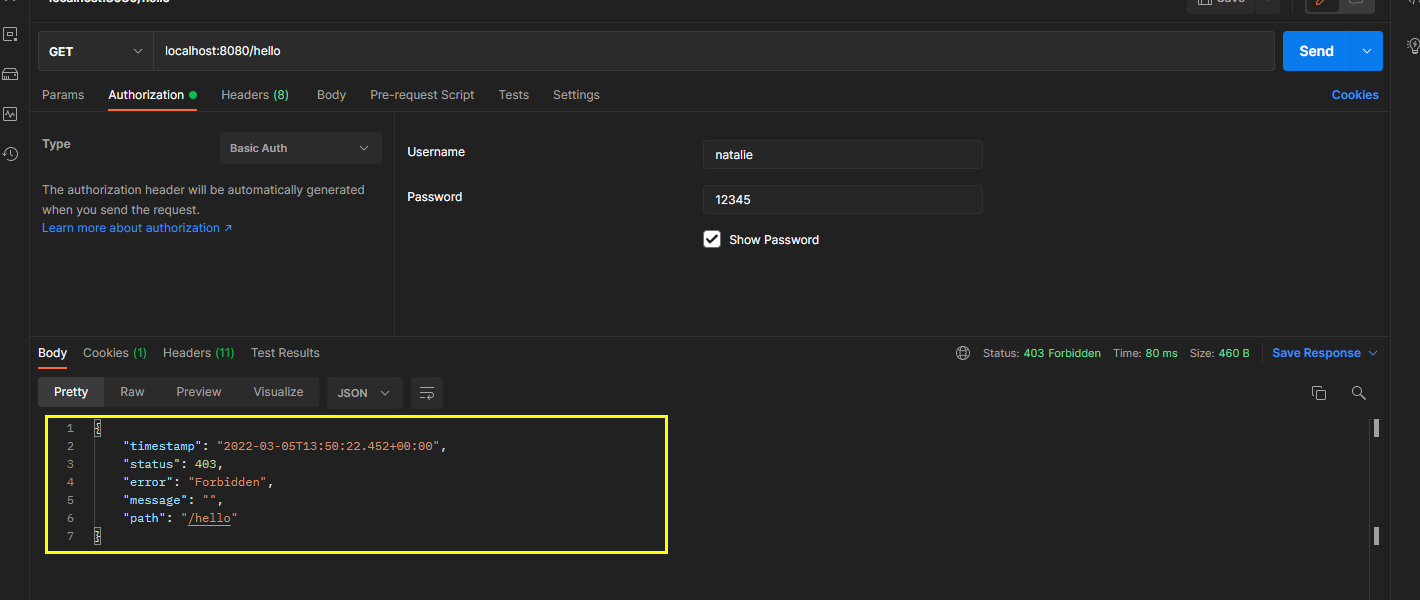 localhost:8080/hello
Save
GET
localhost:8080/hello
Send
Params
Authorization
Headers (8)
Body
Pre-request Script
Tests
Settings
Cookies
Type
Basic Auth
The authorization header will be automatically generated
when you send the request.
Learn more about authorization ↗
Username
natalie
Password
12345
Show Password
Body
Cookies (1)
Headers (11)
Test Results
Status: 403 Forbidden
Time: 80 ms
Size: 460 B
Save Response
Pretty
Raw
Preview
Visualize
JSON
1 {
2 "timestamp": "2022-03-05T13:50:22.452+00:00",
3 "status": 403,
4 "error": "Forbidden",
5 "message": "",
6 "path": "/hello"
7 }